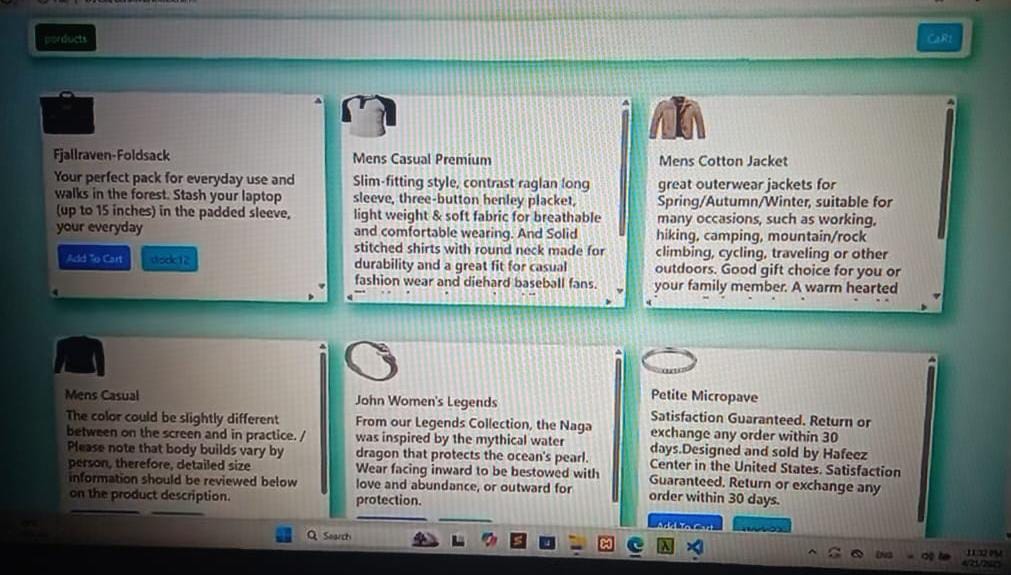 porducts
CaRt
Fjallraven-Foldsack
Your perfect pack for everyday use and
walks in the forest. Stash your laptop
(up to 15 inches) in the padded sleeve,
your everyday
Add To Cart
stock:12
Mens Casual Premium
Slim-fitting style, contrast raglan long
sleeve, three-button henley placket,
light weight & soft fabric for breathable
and comfortable wearing. And Solid
stitched shirts with round neck made for
durability and a great fit for casual
fashion wear and diehard baseball fans.
Mens Cotton Jacket
great outerwear jackets for
Spring/Autumn/Winter, suitable for
many occasions, such as working,
hiking, camping, mountain/rock
climbing, cycling, traveling or other
outdoors. Good gift choice for you or
your family member. A warm hearted
Mens Casual
The color could be slightly different
between on the screen and in practice. /
Please note that body builds vary by
person, therefore, detailed size
information should be reviewed below
on the product description.
John Women's Legends
From our Legends Collection, the Naga
was inspired by the mythical water
dragon that protects the ocean's pearl.
Wear facing inward to be bestowed with
love and abundance, or outward for
protection.
Petite Micropave
Satisfaction Guaranteed. Return or
exchange any order within 30
days.Designed and sold by Hafeez
Center in the United States. Satisfaction
Guaranteed. Return or exchange any
order within 30 days.
Add To Cart
Search
ENG
11:32 PM